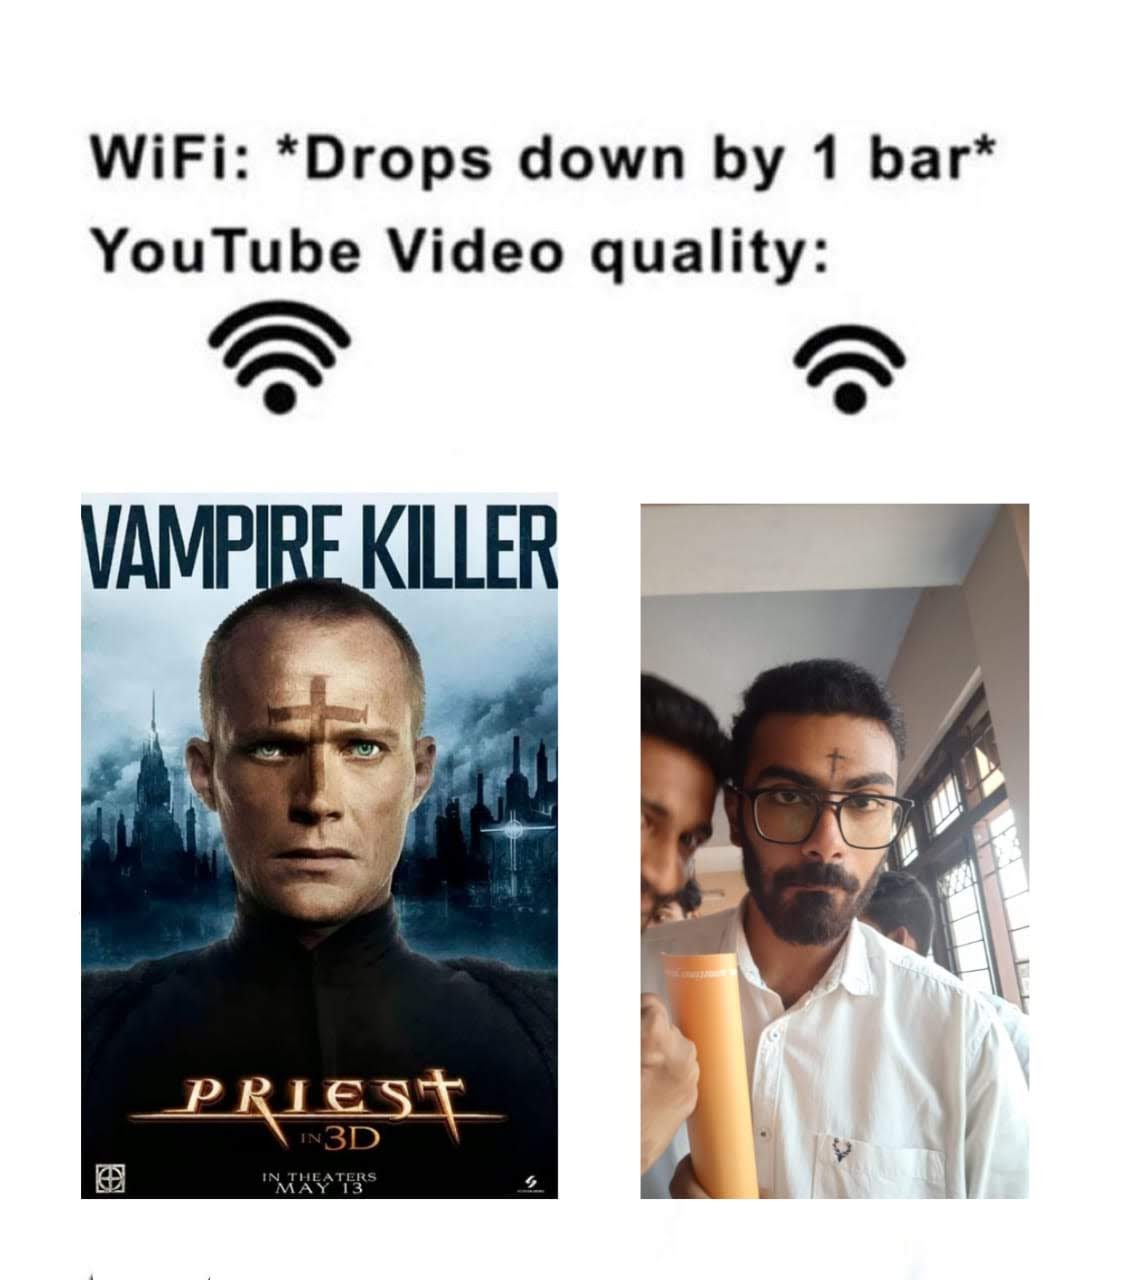 WiFi: *Drops down by 1 bar*
YouTube Video quality:
VAMPIRE KILLER
PRIEST
IN 3D
IN THEATERS
MAY 13